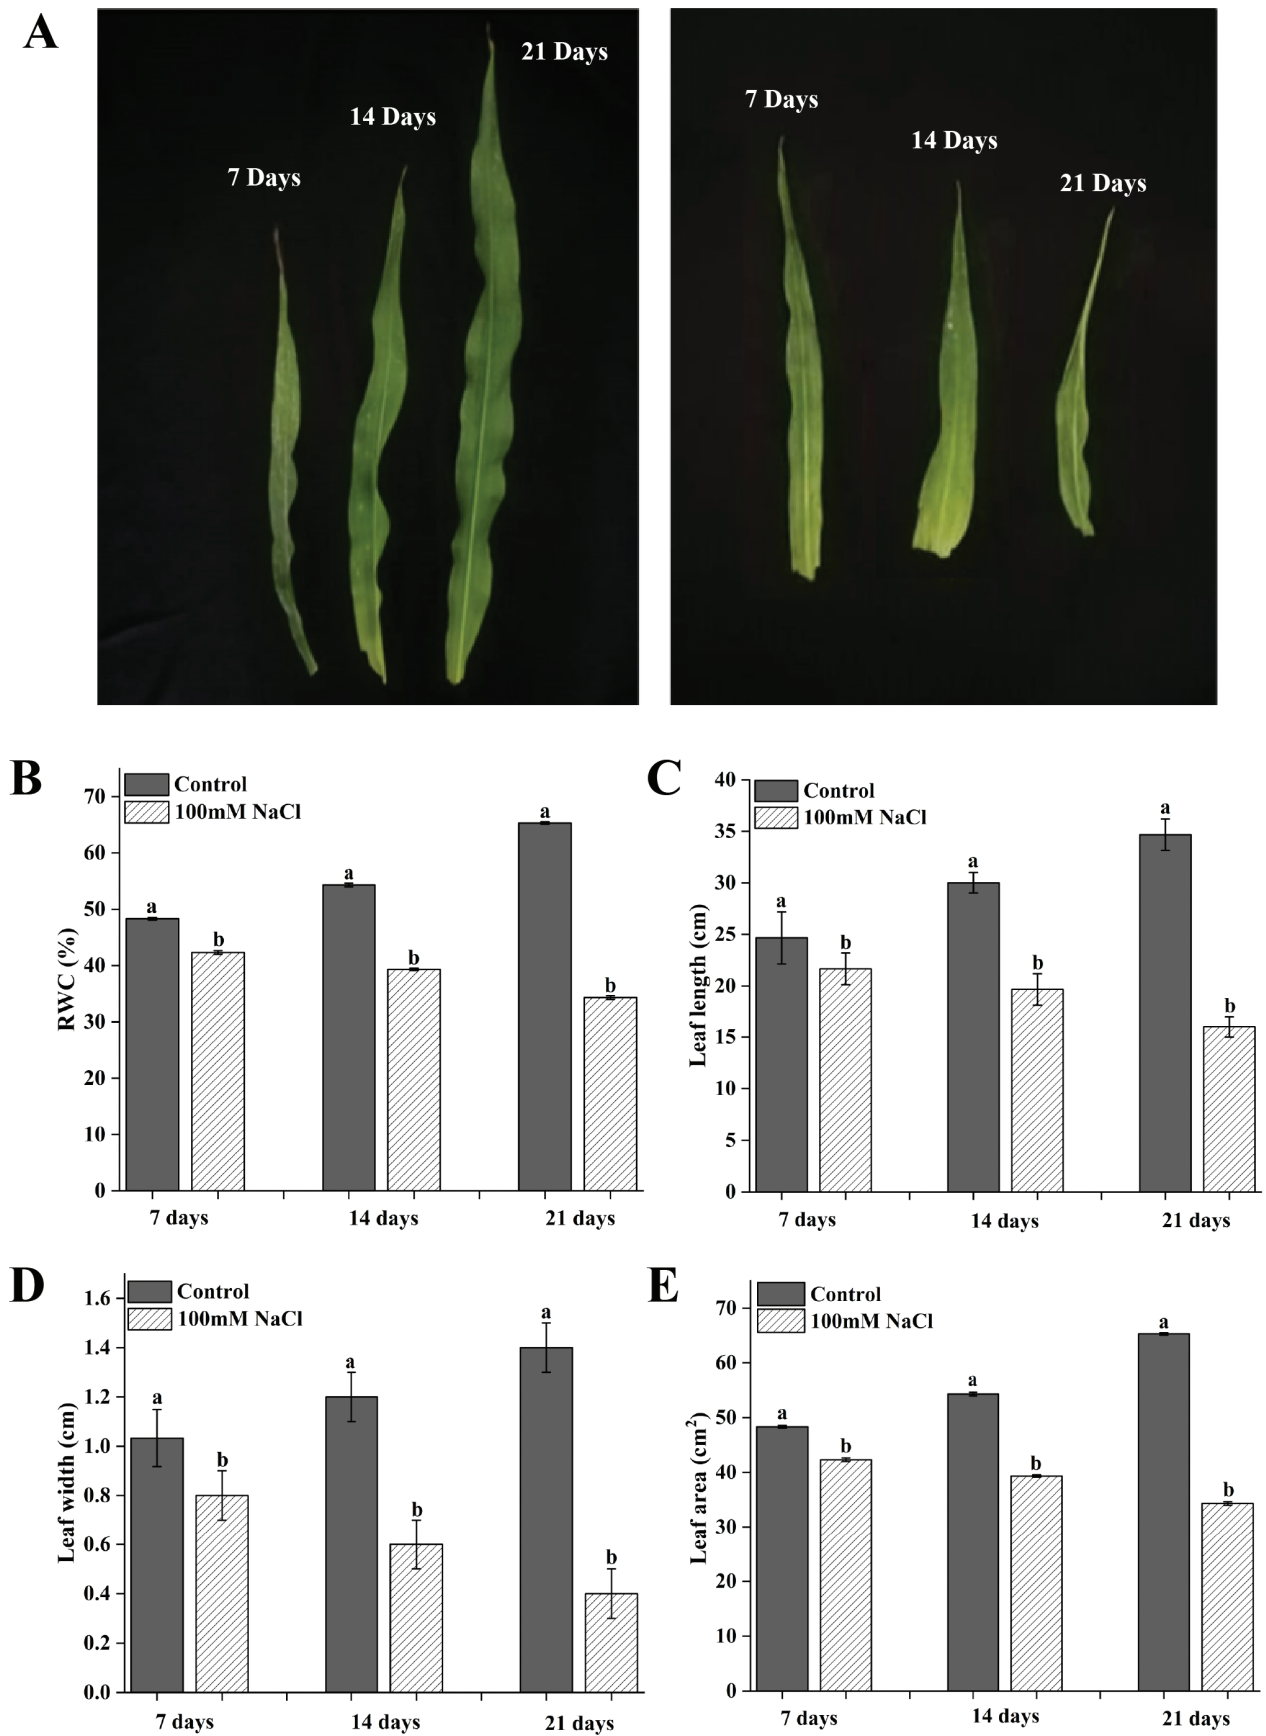 A
21 Days
14 Days
7 Days
7 Days
14 Days
21 Days
B
Control
100mM NaCl
RWC (%)
70
60
50
40
30
20
10
0
a
b
a
b
a
b
7 days
14 days
21 days
C
Control
100mM NaCl
Leaf length (cm)
40
35
30
25
20
15
10
5
0
a
b
a
b
a
b
7 days
14 days
21 days
D
Control
100mM NaCl
Leaf width (cm)
1.6
1.4
1.2
1.0
0.8
0.6
0.4
0.2
0.0
a
b
a
b
a
b
7 days
14 days
21 days
E
Control
100mM NaCl
Leaf area (cm²)
70
60
50
40
30
20
10
0
a
b
a
b
a
b
7 days
14 days
21 days